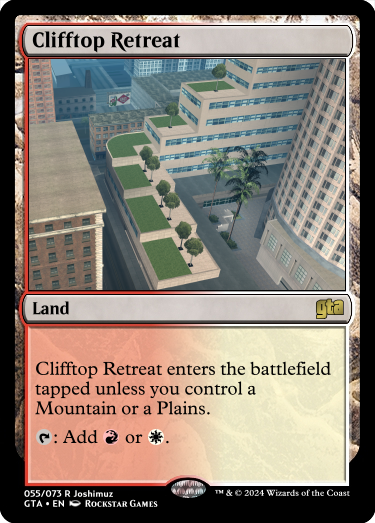 Clifftop Retreat
Land
gta
Clifftop Retreat enters the battlefield
tapped unless you control a
Mountain or a Plains.
: Add or .
055/073 R Joshimuz
GTA • EN Rockstar Games
™ & © 2024 Wizards of the Coast